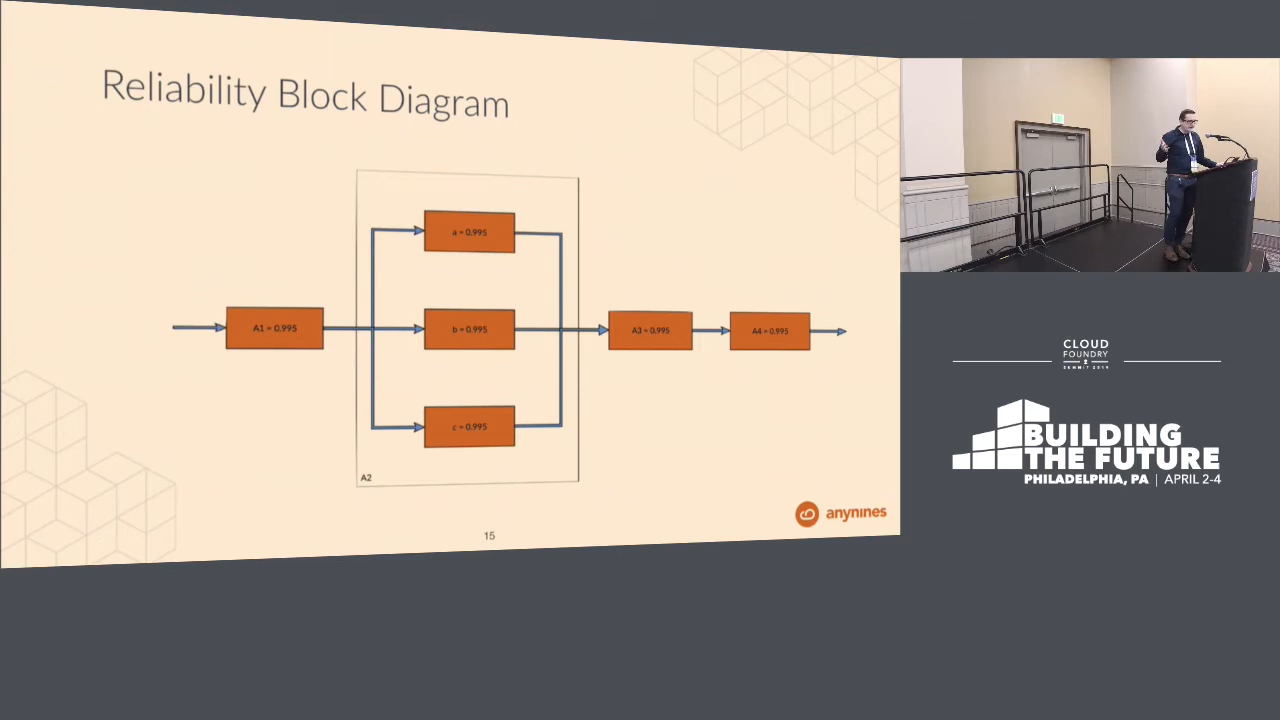 Reliability Block Diagram
a = 0.995
A1 = 0.995
b = 0.995
A3 = 0.995
A4 = 0.995
c = 0.995
A2
15
anynines
CLOUD
FOUNDRY
SUMMIT 2019
BUILDING
THE FUTURE
PHILADELPHIA, PA | APRIL 2-4